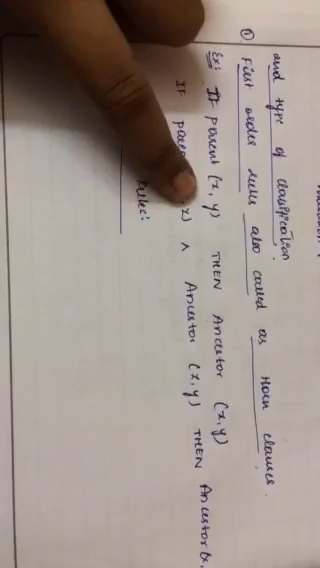 and type of classification.
① First order rules also called as Horn clauses.
Ex: IF Parent (x, y) THEN Ancestor (x, y)
IF parent z) ∧ Ancestor (z, y) THEN Ancestor (x,
Rules: